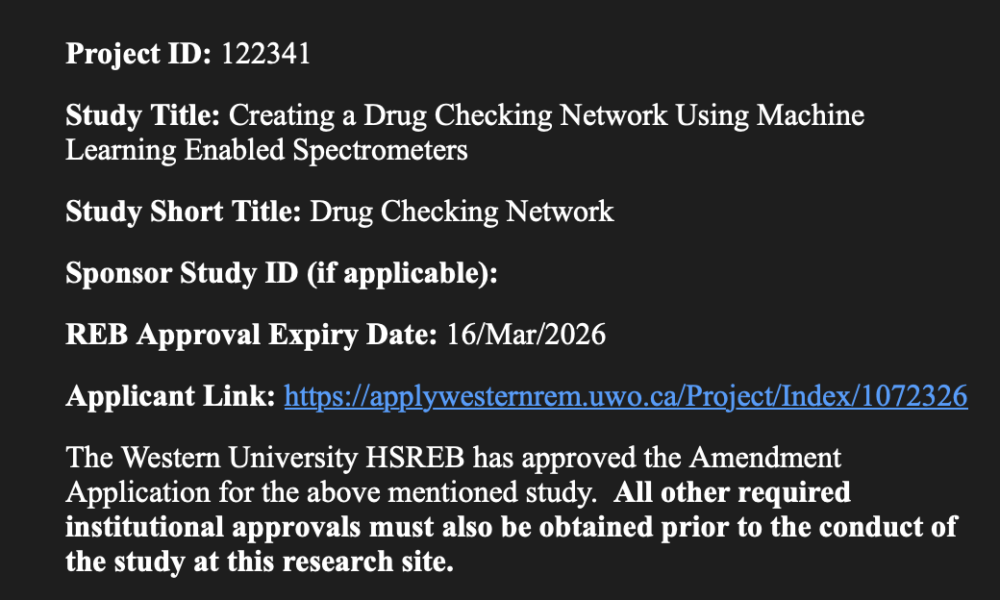 Project ID: 122341
Study Title: Creating a Drug Checking Network Using Machine
Learning Enabled Spectrometers
Study Short Title: Drug Checking Network
Sponsor Study ID (if applicable):
REB Approval Expiry Date: 16/Mar/2026
Applicant Link: https://applywesternrem.uwo.ca/Project/Index/1072326
The Western University HSREB has approved the Amendment
Application for the above mentioned study.  All other required
institutional approvals must also be obtained prior to the conduct of
the study at this research site.